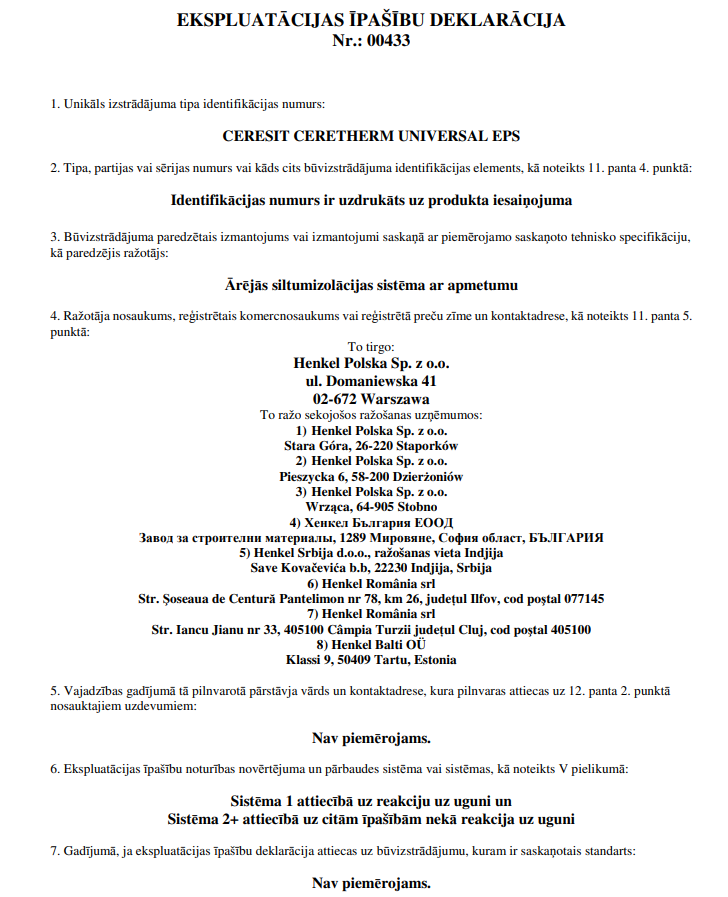 EKSPLUATĀCIJAS ĪPAŠĪBU DEKLARĀCIJA
Nr.: 00433
1. Unikāls izstrādājuma tipa identifikācijas numurs:
CERESIT CERETHERM UNIVERSAL EPS
2. Tipa, partijas vai sērijas numurs vai kāds cits būvizstrādājuma identifikācijas elements, kā noteikts 11. panta 4. punktā:
Identifikācijas numurs ir uzdrukāts uz produkta iesaiņojuma
3. Būvizstrādājuma paredzētais izmantojums vai izmantojumi saskaņā ar piemērojamo saskaņoto tehnisko specifikāciju,
kā paredzējis ražotājs:
Ārējās siltumizolācijas sistēma ar apmetumu
4. Ražotāja nosaukums, reģistrētais komercnosaukums vai reģistrētā preču zīme un kontaktadrese, kā noteikts 11. panta 5.
punktā:
To tirgo:
Henkel Polska Sp. z o.o.
ul. Domaniewska 41
02-672 Warszawa
To ražo sekojošos ražošanas uzņēmumos:
1) Henkel Polska Sp. z o.o.
Stara Góra, 26-220 Staporków
2) Henkel Polska Sp. z o.o.
Pieszycka 6, 58-200 Dzierżoniów
3) Henkel Polska Sp. z o.o.
Wrząca, 64-905 Stobno
4) Хенкел България ЕООД
Завод за строителни материалы, 1289 Мировяне, София област, БЪЛГАРИЯ
5) Henkel Srbija d.o.o., ražošanas vieta Indjija
Save Kovačevića b.b, 22230 Indjija, Srbija
6) Henkel România srl
Str. Şoseaua de Centură Pantelimon nr 78, km 26, județul Ilfov, cod poştal 077145
7) Henkel România srl
Str. Iancu Jianu nr 33, 405100 Câmpia Turzii județul Cluj, cod poştal 405100
8) Henkel Balti OÜ
Klassi 9, 50409 Tartu, Estonia
5. Vajadzības gadījumā tā pilnvarotā pārstāvja vārds un kontaktadrese, kura pilnvaras attiecas uz 12. panta 2. punktā
nosauktajiem uzdevumiem:
Nav piemērojams.
6. Ekspluatācijas īpašību noturības novērtējuma un pārbaudes sistēma vai sistēmas, kā noteikts V pielikumā:
Sistēma 1 attiecībā uz reakciju uz uguni un
Sistēma 2+ attiecībā uz citām īpašībām nekā reakcija uz uguni
7. Gadījumā, ja ekspluatācijas īpašību deklarācija attiecas uz būvizstrādājumu, kuram ir saskaņotais standarts:
Nav piemērojams.